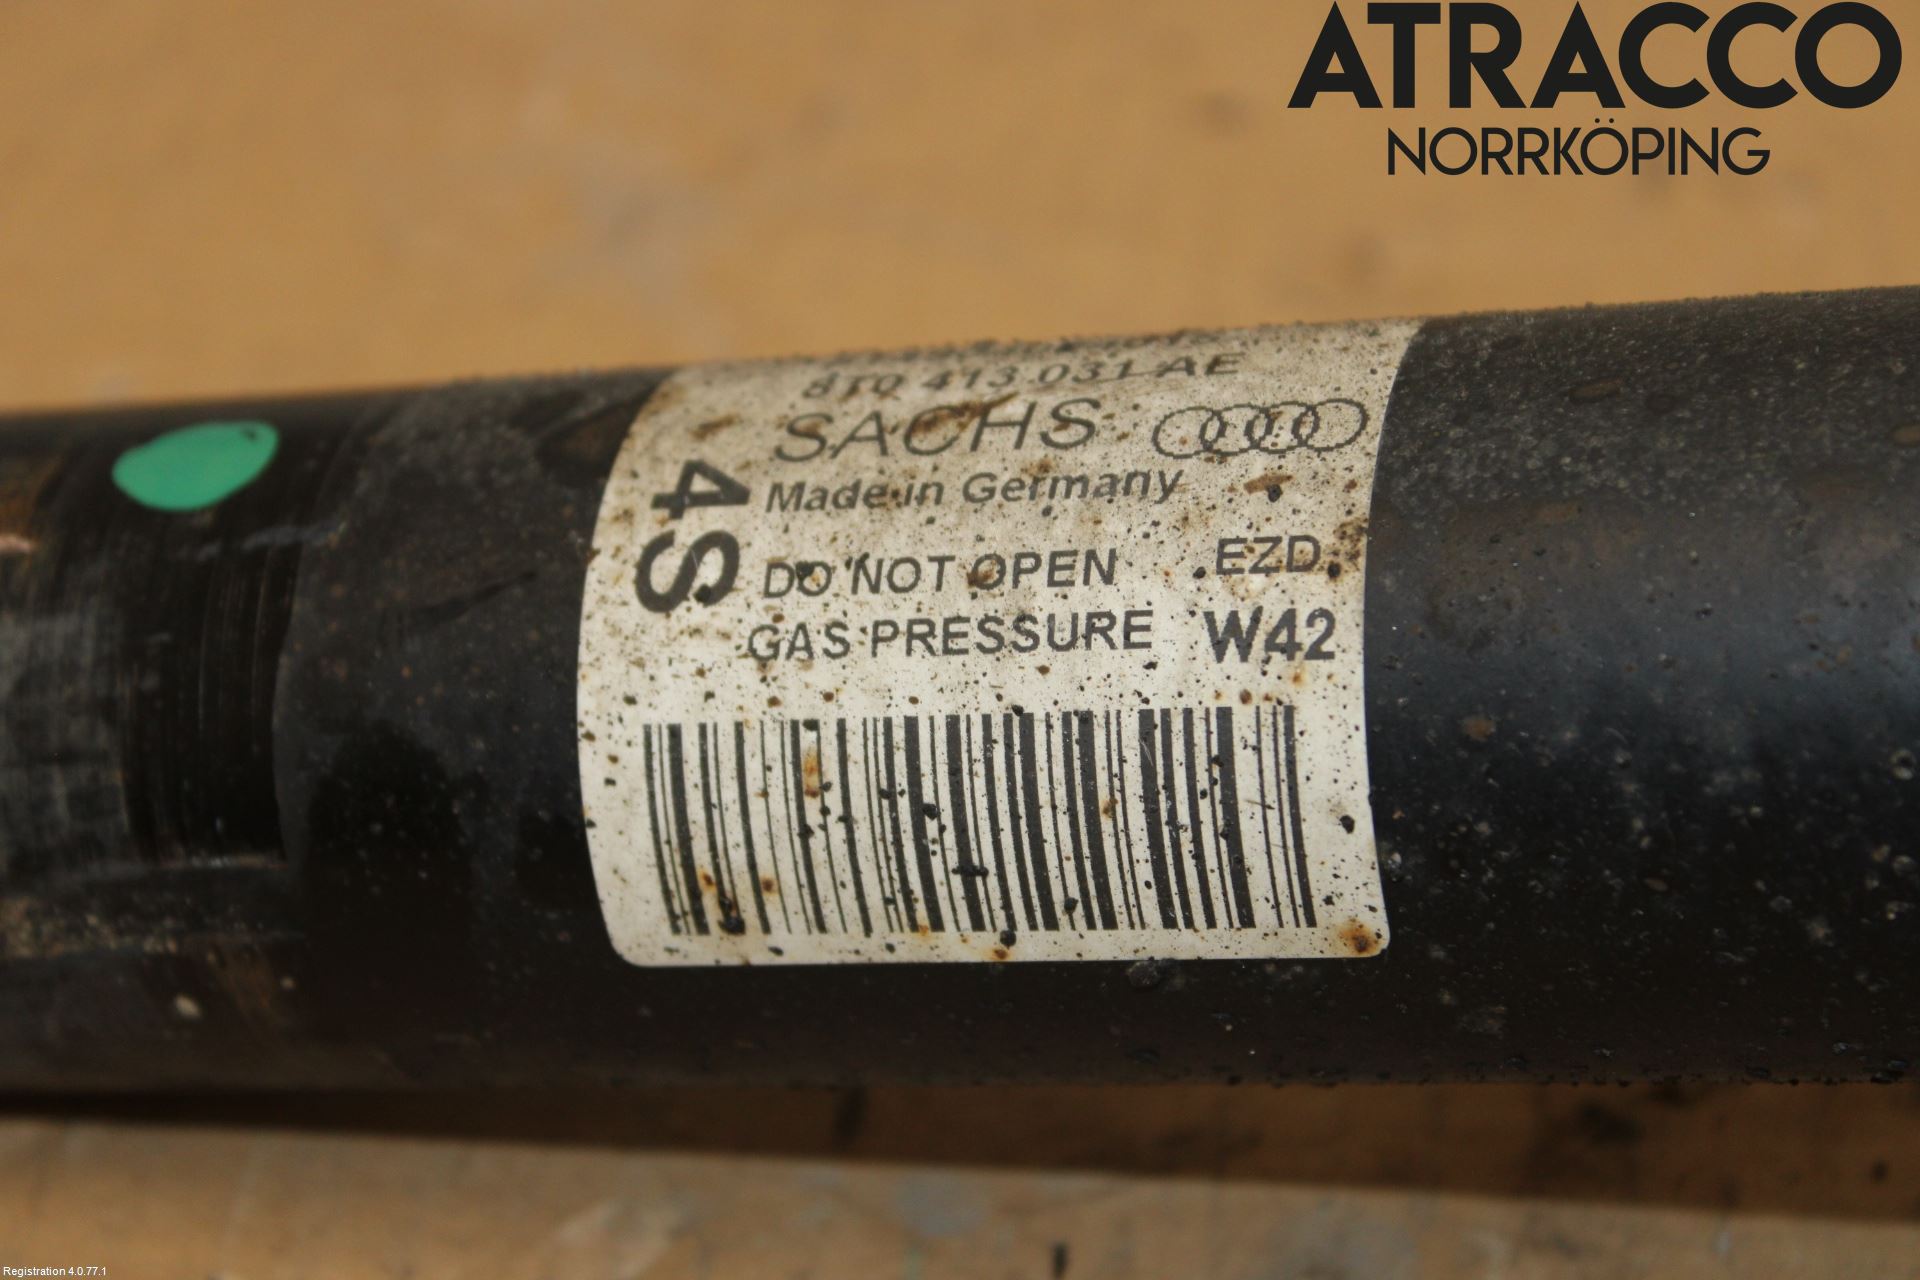 ATRACCO
NORRKÖPING
8T0 413 031 AE
SACHS
Made in Germany
4S
DO NOT OPEN EZD
GAS PRESSURE W42
Registration 4.0.77.1